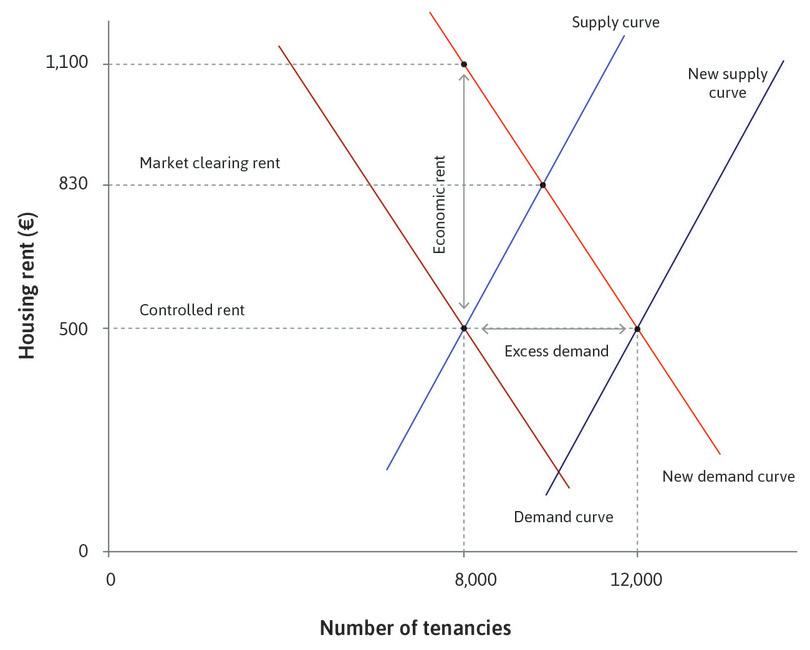 Supply curve
1,100
New supply
curve
Market clearing rent
830
Economic rent
Housing rent (€)
Controlled rent
500
Excess demand
New demand curve
Demand curve
0
0
8,000
12,000
Number of tenancies